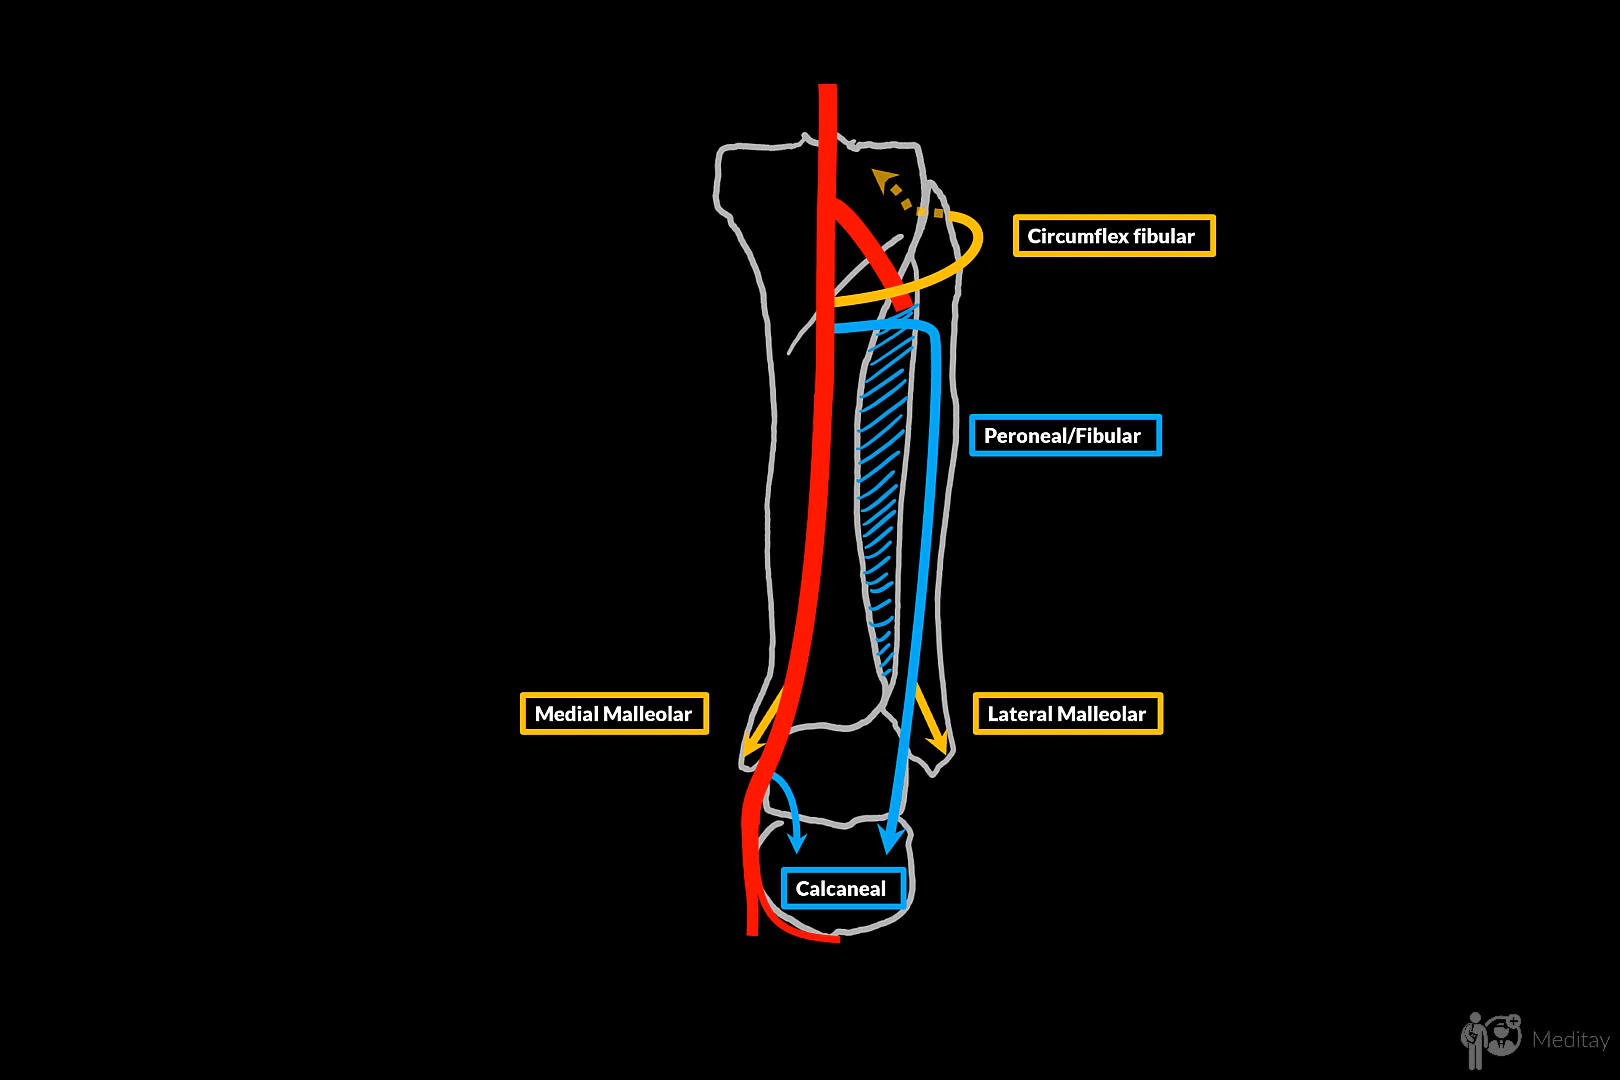 Circumflex fibular
Peroneal/Fibular
Medial Malleolar
Lateral Malleolar
Calcaneal
Meditay